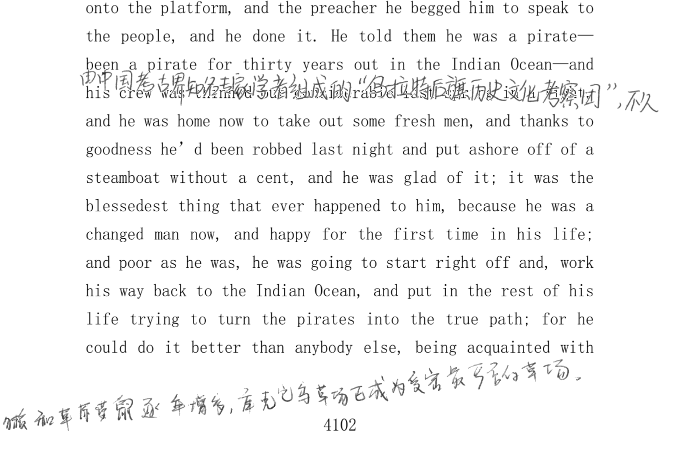 onto the platform, and the preacher he begged him to speak to
the people, and he done it. He told them he was a pirate—
been a pirate for thirty years out in the Indian Ocean—and
由中国考古界知名专家学者组成的“乌拉特后旗历史文化考察团”,不久
his crew was thinned out
and he was home now to take out some fresh men, and thanks to
goodness he’d been robbed last night and put ashore off of a
steamboat without a cent, and he was glad of it; it was the
blessedest thing that ever happened to him, because he was a
changed man now, and happy for the first time in his life;
and poor as he was, he was going to start right off and, work
his way back to the Indian Ocean, and put in the rest of his
life trying to turn the pirates into the true path; for he
could do it better than anybody else, being acquainted with
和草原黄鼠逐年增多,草场已成为受害最严重的草场。
4102